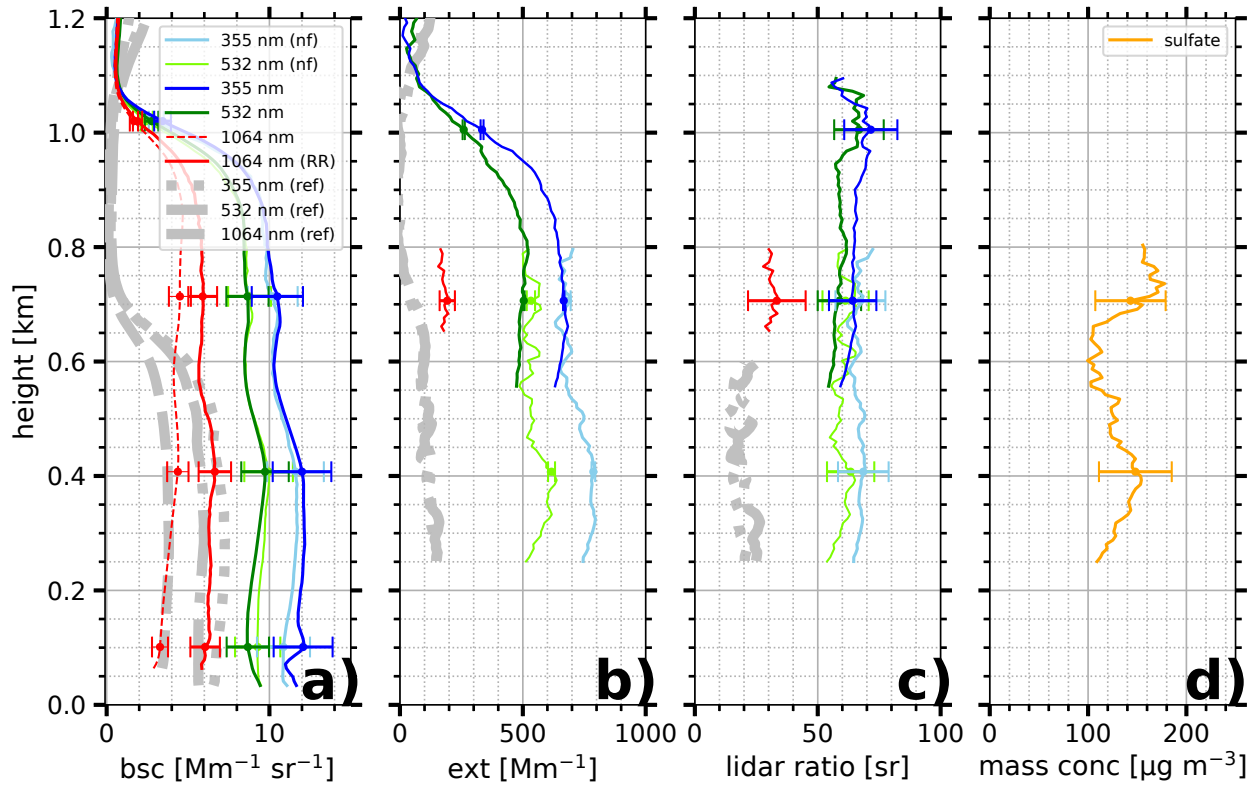 1.2
1.0
0.8
0.6
0.4
0.2
0.0
height [km]
355 nm (nf)
532 nm (nf)
355 nm
532 nm
1064 nm
1064 nm (RR)
355 nm (ref)
532 nm (ref)
1064 nm (ref)
sulfate
a)
b)
c)
d)
0 10
0 500 1000
0 50 100
0 100 200
bsc [Mm⁻¹ sr⁻¹]
ext [Mm⁻¹]
lidar ratio [sr]
mass conc [μg m⁻³]